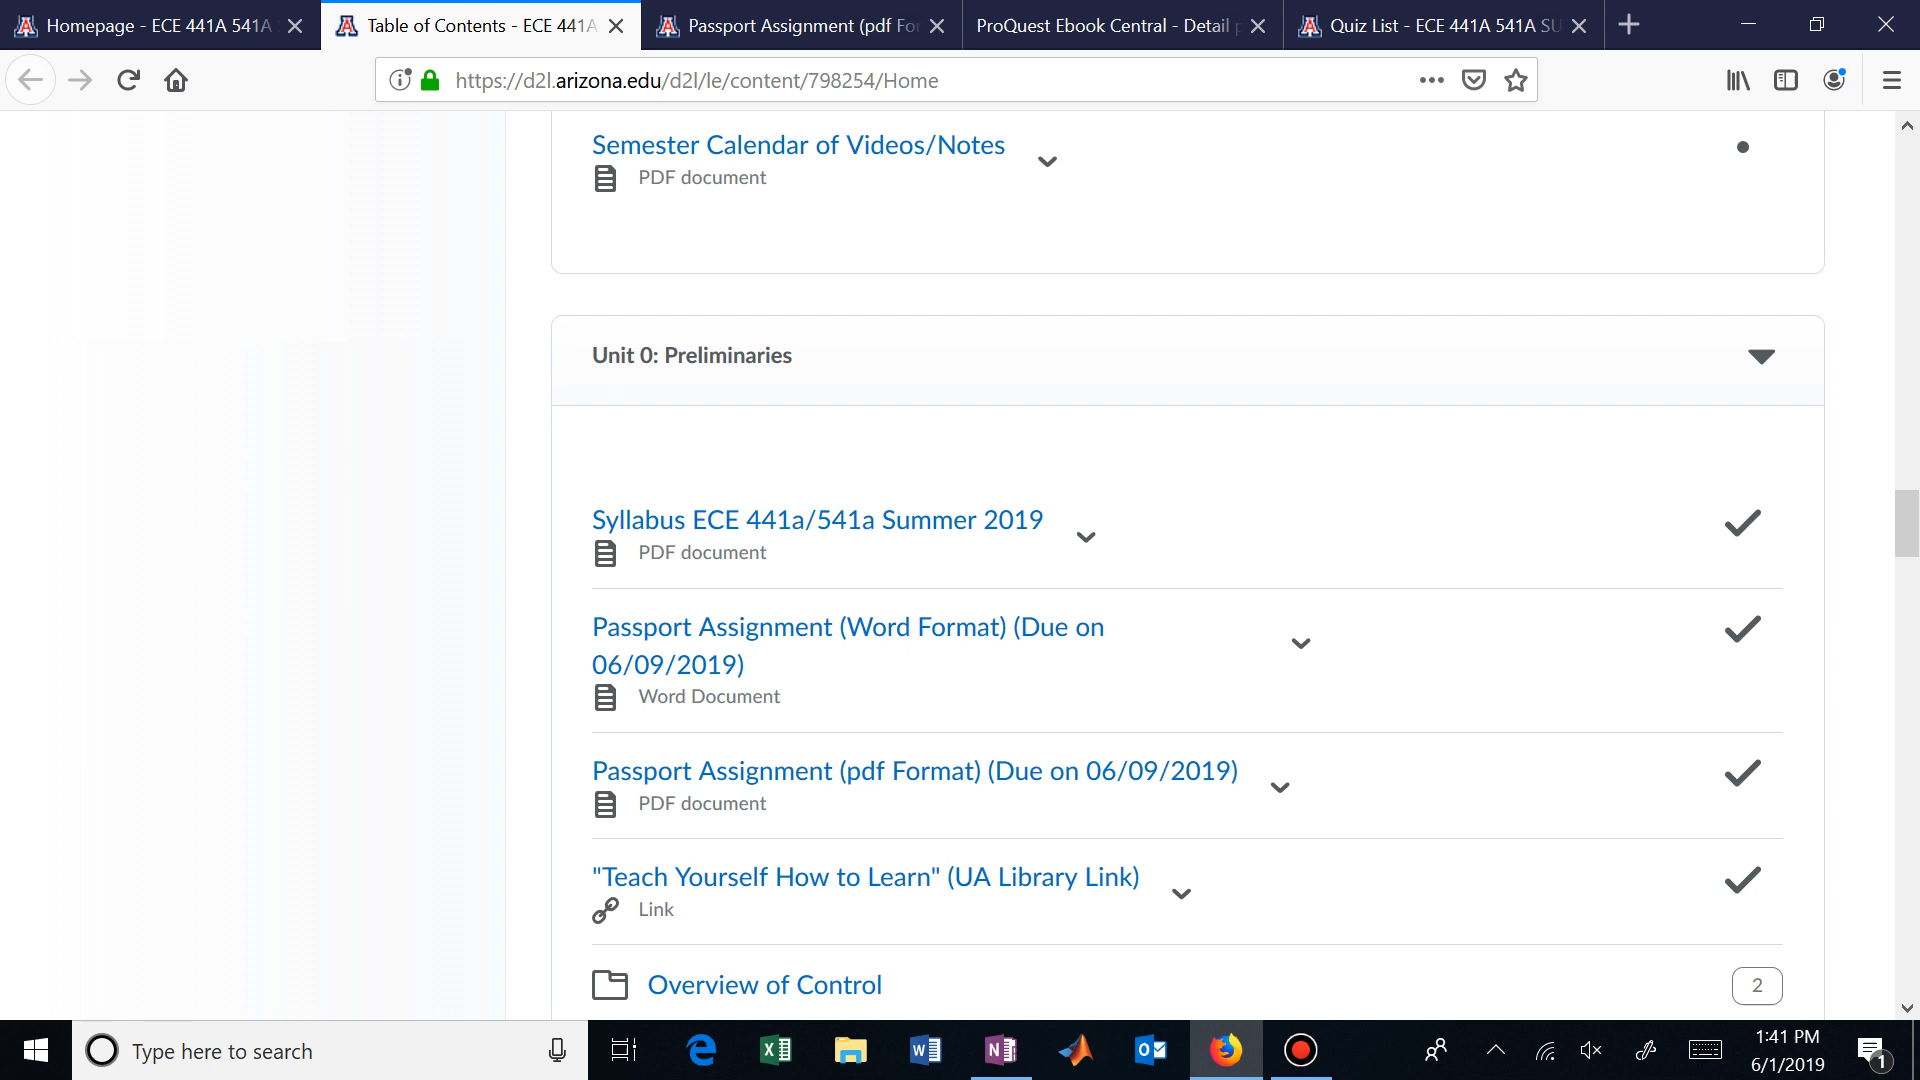 Homepage - ECE 441A 541A
Table of Contents - ECE 441A
Passport Assignment (pdf For
ProQuest Ebook Central - Detail p
Quiz List - ECE 441A 541A SU
https://d2l.arizona.edu/d2l/le/content/798254/Home
Semester Calendar of Videos/Notes
PDF document
Unit 0: Preliminaries
Syllabus ECE 441a/541a Summer 2019
PDF document
Passport Assignment (Word Format) (Due on
06/09/2019)
Word Document
Passport Assignment (pdf Format) (Due on 06/09/2019)
PDF document
"Teach Yourself How to Learn" (UA Library Link)
Link
Overview of Control
2
Type here to search
1:41 PM
6/1/2019
1